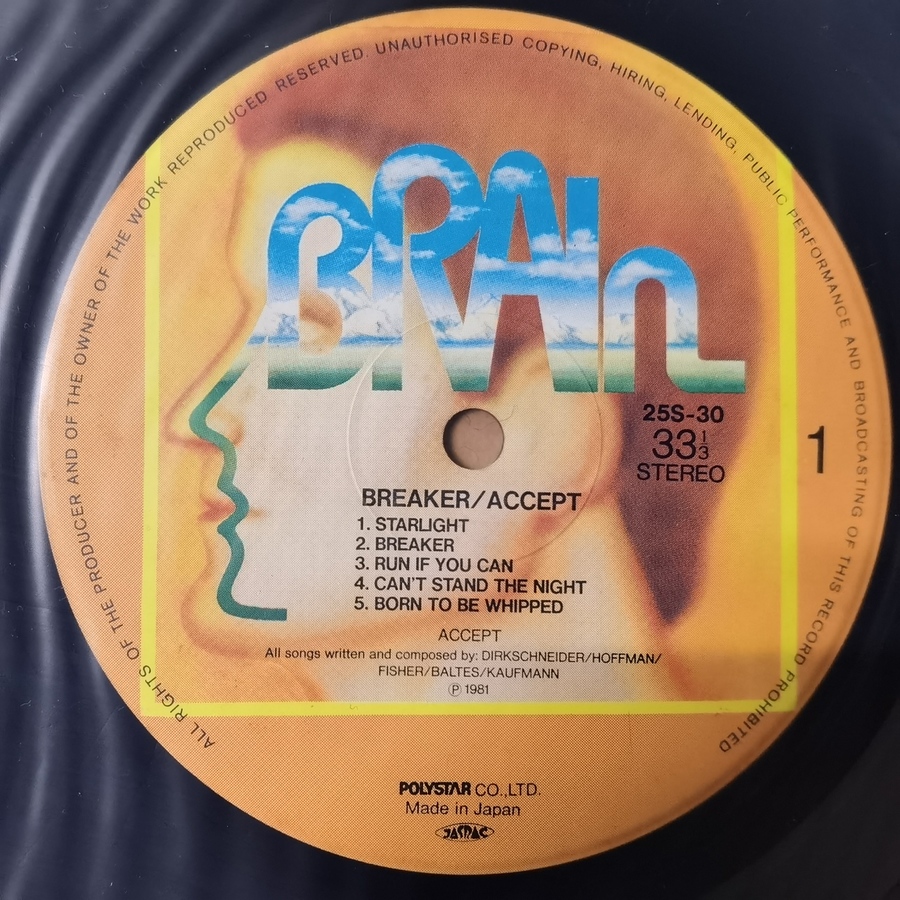 ALL RIGHTS OF THE PRODUCER AND OF THE OWNER OF THE WORK REPRODUCED RESERVED. UNAUTHORISED COPYING, HIRING, LENDING, PUBLIC PERFORMANCE AND BROADCASTING OF THIS RECORD PROHIBITED
BRAIn
25S-30
33 1/3
STEREO
1
BREAKER/ACCEPT
1. STARLIGHT
2. BREAKER
3. RUN IF YOU CAN
4. CAN'T STAND THE NIGHT
5. BORN TO BE WHIPPED
ACCEPT
All songs written and composed by: DIRKSCHNEIDER/HOFFMAN/
FISHER/BALTES/KAUFMANN
Ⓟ 1981
POLYSTAR CO.,LTD.
Made in Japan
JASRAC